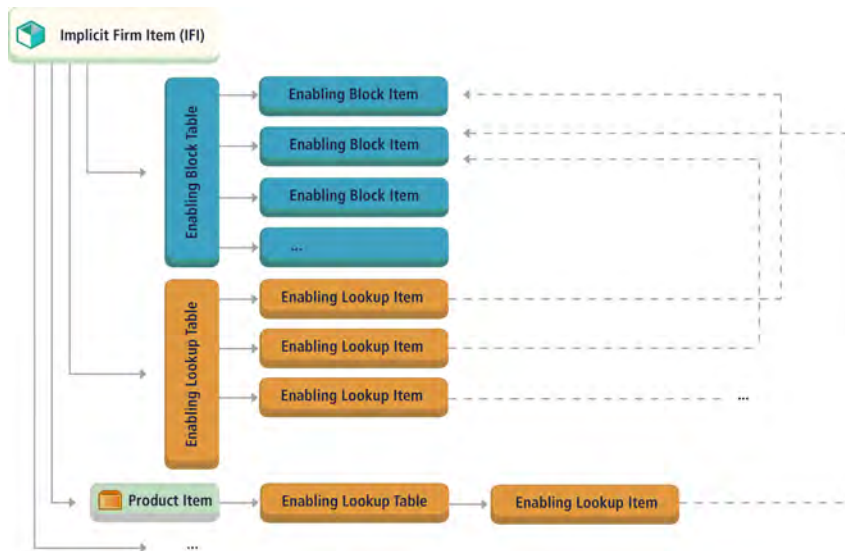 Implicit Firm Item (IFI)
Enabling Block Table
Enabling Block Item
Enabling Block Item
Enabling Block Item
...
Enabling Lookup Table
Enabling Lookup Item
Enabling Lookup Item
Enabling Lookup Item
...
Product Item
Enabling Lookup Table
Enabling Lookup Item
...